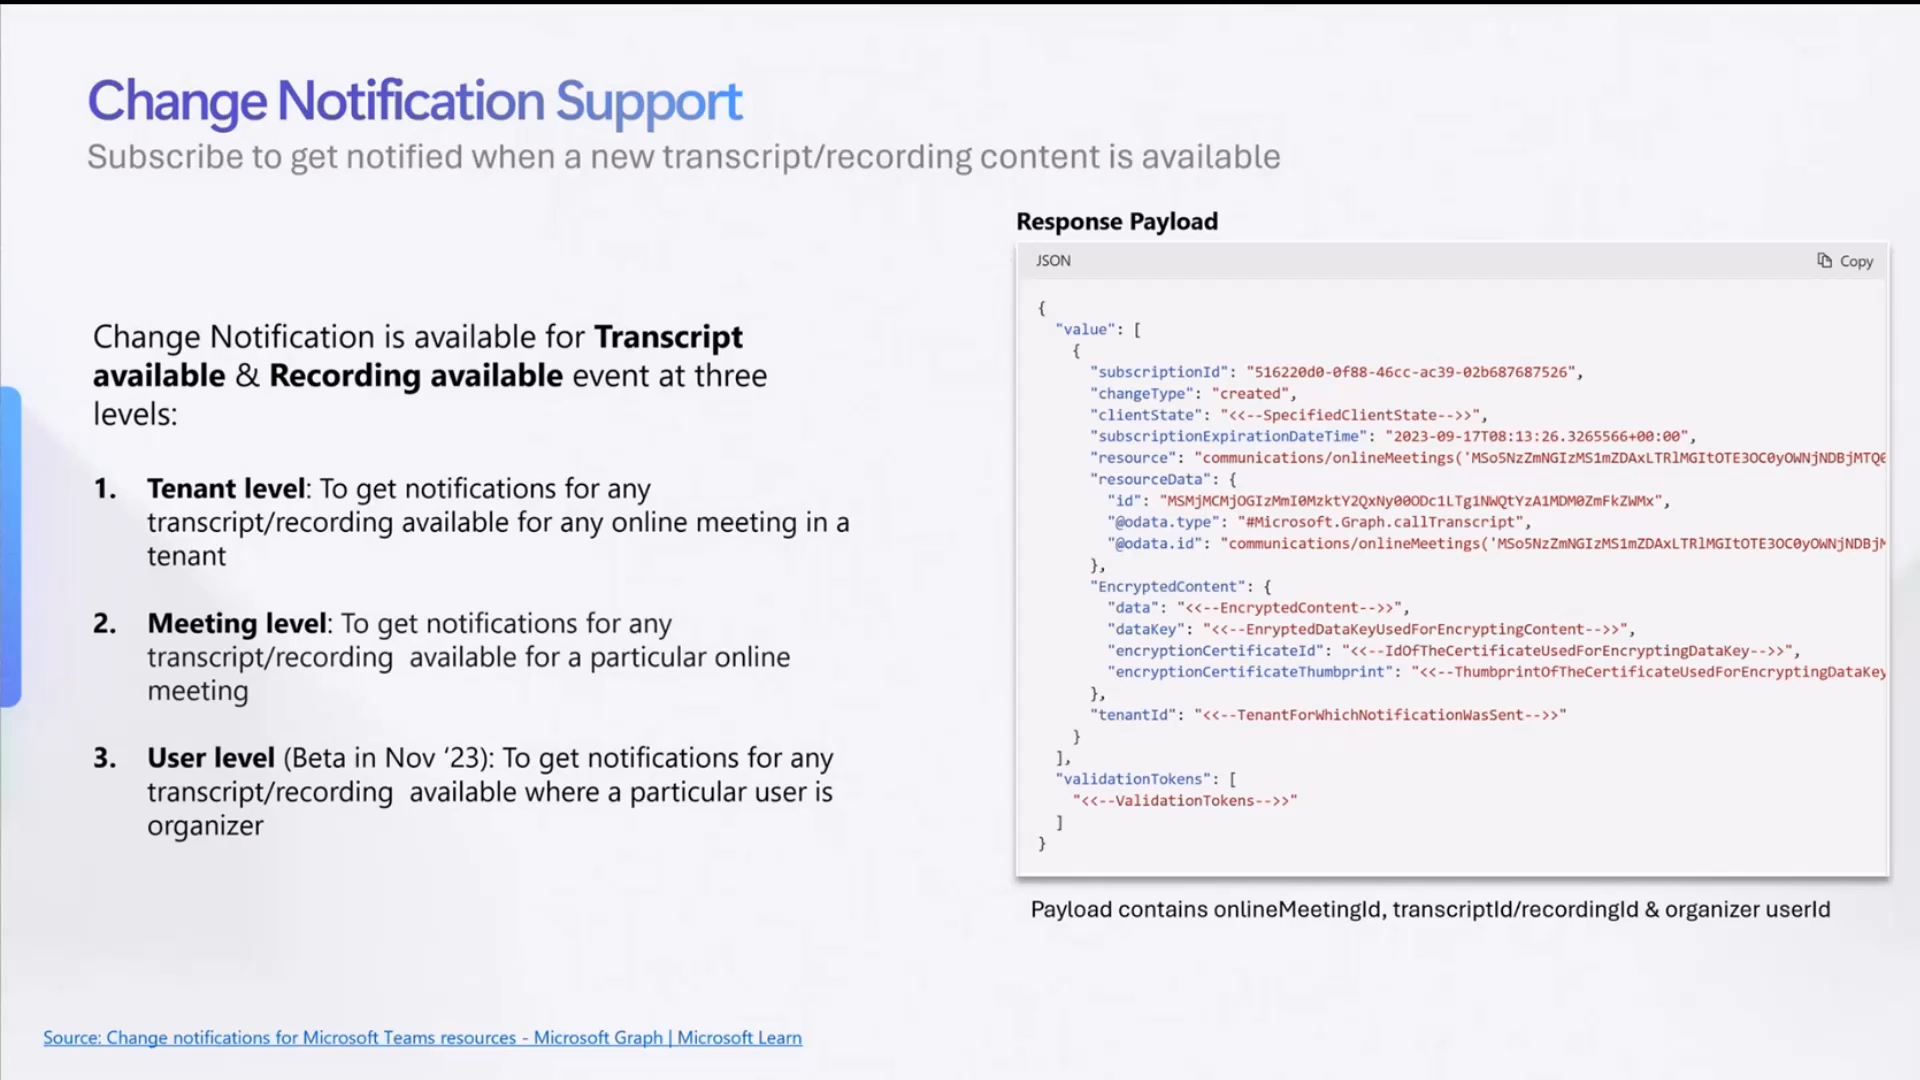 Change Notification Support
Subscribe to get notified when a new transcript/recording content is available
Change Notification is available for Transcript
available & Recording available event at three
levels:
1. Tenant level: To get notifications for any
transcript/recording available for any online meeting in a
tenant
2. Meeting level: To get notifications for any
transcript/recording  available for a particular online
meeting
3. User level (Beta in Nov ‘23): To get notifications for any
transcript/recording  available where a particular user is
organizer
Response Payload
JSON
Copy
{
"value": [
{
"subscriptionId": "516220d0-0f88-46cc-ac39-02b687687526",
"changeType": "created",
"clientState": "<<--SpecifiedClientState-->>",
"subscriptionExpirationDateTime": "2023-09-17T08:13:26.3265566+00:00",
"resource": "communications/onlineMeetings('
"resourceData": {
"id":
"@odata.type": "#Microsoft.Graph.callTranscript",
"@odata.id": "communications/onlineMeetings('
},
"EncryptedContent": {
"data": "<<--EncryptedContent-->>",
"dataKey": "<<--EnryptedDataKeyUsedForEncryptingContent-->>",
"encryptionCertificateId": "<<--IdOfTheCertificateUsedForEncryptingDataKey-->>",
"encryptionCertificateThumbprint": "<<--ThumbprintOfTheCertificateUsedForEncryptingDataKey
},
"tenantId": "<<--TenantForWhichNotificationWasSent-->>"
}
],
"validationTokens": [
"<<--ValidationTokens-->>"
]
}
Payload contains onlineMeetingId, transcriptId/recordingId & organizer userId
Source: Change notifications for Microsoft Teams resources - Microsoft Graph | Microsoft Learn